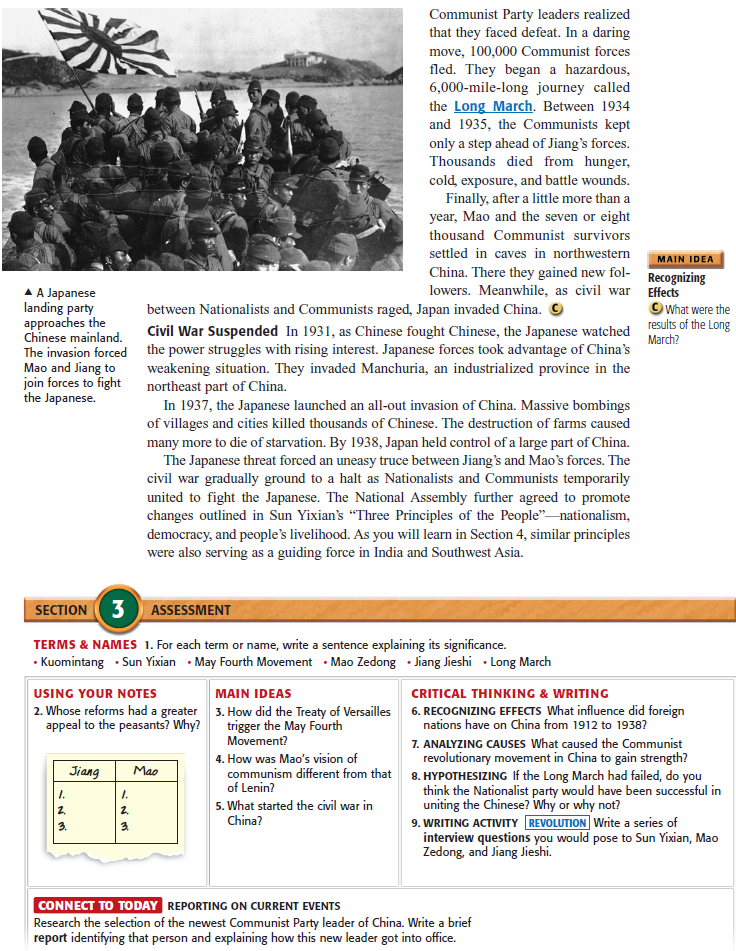 Communist Party leaders realized
that they faced defeat. In a daring
move, 100,000 Communist forces
fled. They began a hazardous,
6,000-mile-long journey called
the Long March. Between 1934
and 1935, the Communists kept
only a step ahead of Jiang's forces.
Thousands died from hunger,
cold, exposure, and battle wounds.
Finally, after a little more than a
year, Mao and the seven or eight
thousand Communist survivors
settled in caves in northwestern
China. There they gained new fol-
lowers. Meanwhile, as civil war
between Nationalists and Communists raged, Japan invaded China. C
MAIN IDEA
Recognizing
Effects
C What were the
results of the Long
March?
▲ A Japanese
landing party
approaches the
Chinese mainland.
The invasion forced
Mao and Jiang to
join forces to fight
the Japanese.
Civil War Suspended In 1931, as Chinese fought Chinese, the Japanese watched
the power struggles with rising interest. Japanese forces took advantage of China's
weakening situation. They invaded Manchuria, an industrialized province in the
northeast part of China.
In 1937, the Japanese launched an all-out invasion of China. Massive bombings
of villages and cities killed thousands of Chinese. The destruction of farms caused
many more to die of starvation. By 1938, Japan held control of a large part of China.
The Japanese threat forced an uneasy truce between Jiang's and Mao's forces. The
civil war gradually ground to a halt as Nationalists and Communists temporarily
united to fight the Japanese. The National Assembly further agreed to promote
changes outlined in Sun Yixian's “Three Principles of the People”—nationalism,
democracy, and people's livelihood. As you will learn in Section 4, similar principles
were also serving as a guiding force in India and Southwest Asia.
SECTION 3 ASSESSMENT
TERMS & NAMES 1. For each term or name, write a sentence explaining its significance.
• Kuomintang • Sun Yixian • May Fourth Movement • Mao Zedong • Jiang Jieshi • Long March
USING YOUR NOTES
2. Whose reforms had a greater
appeal to the peasants? Why?
Jiang Mao
1. 1.
2. 2.
3. 3.
MAIN IDEAS
3. How did the Treaty of Versailles
trigger the May Fourth
Movement?
4. How was Mao's vision of
communism different from that
of Lenin?
5. What started the civil war in
China?
CRITICAL THINKING & WRITING
6. RECOGNIZING EFFECTS What influence did foreign
nations have on China from 1912 to 1938?
7. ANALYZING CAUSES What caused the Communist
revolutionary movement in China to gain strength?
8. HYPOTHESIZING If the Long March had failed, do you
think the Nationalist party would have been successful in
uniting the Chinese? Why or why not?
9. WRITING ACTIVITY REVOLUTION Write a series of
interview questions you would pose to Sun Yixian, Mao
Zedong, and Jiang Jieshi.
CONNECT TO TODAY REPORTING ON CURRENT EVENTS
Research the selection of the newest Communist Party leader of China. Write a brief
report identifying that person and explaining how this new leader got into office.